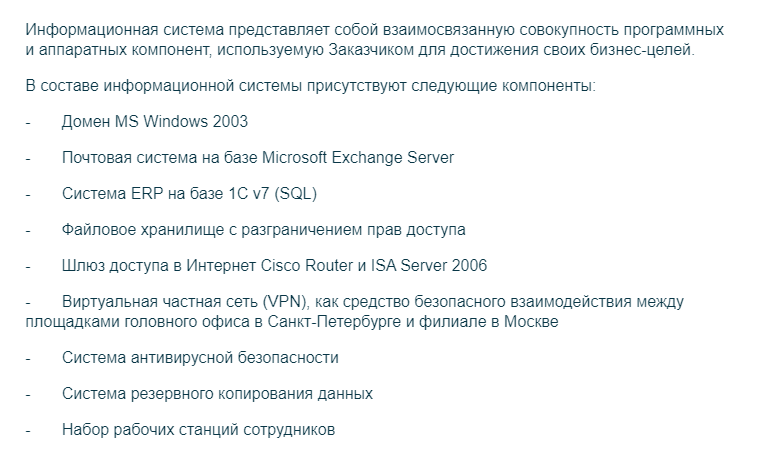 Информационная система представляет собой взаимосвязанную совокупность программных
и аппаратных компонент, используемую Заказчиком для достижения своих бизнес-целей.
В составе информационной системы присутствуют следующие компоненты:
- Домен MS Windows 2003
- Почтовая система на базе Microsoft Exchange Server
- Система ERP на базе 1С v7 (SQL)
- Файловое хранилище с разграничением прав доступа
- Шлюз доступа в Интернет Cisco Router и ISA Server 2006
- Виртуальная частная сеть (VPN), как средство безопасного взаимодействия между
площадками головного офиса в Санкт-Петербурге и филиале в Москве
- Система антивирусной безопасности
- Система резервного копирования данных
- Набор рабочих станций сотрудников